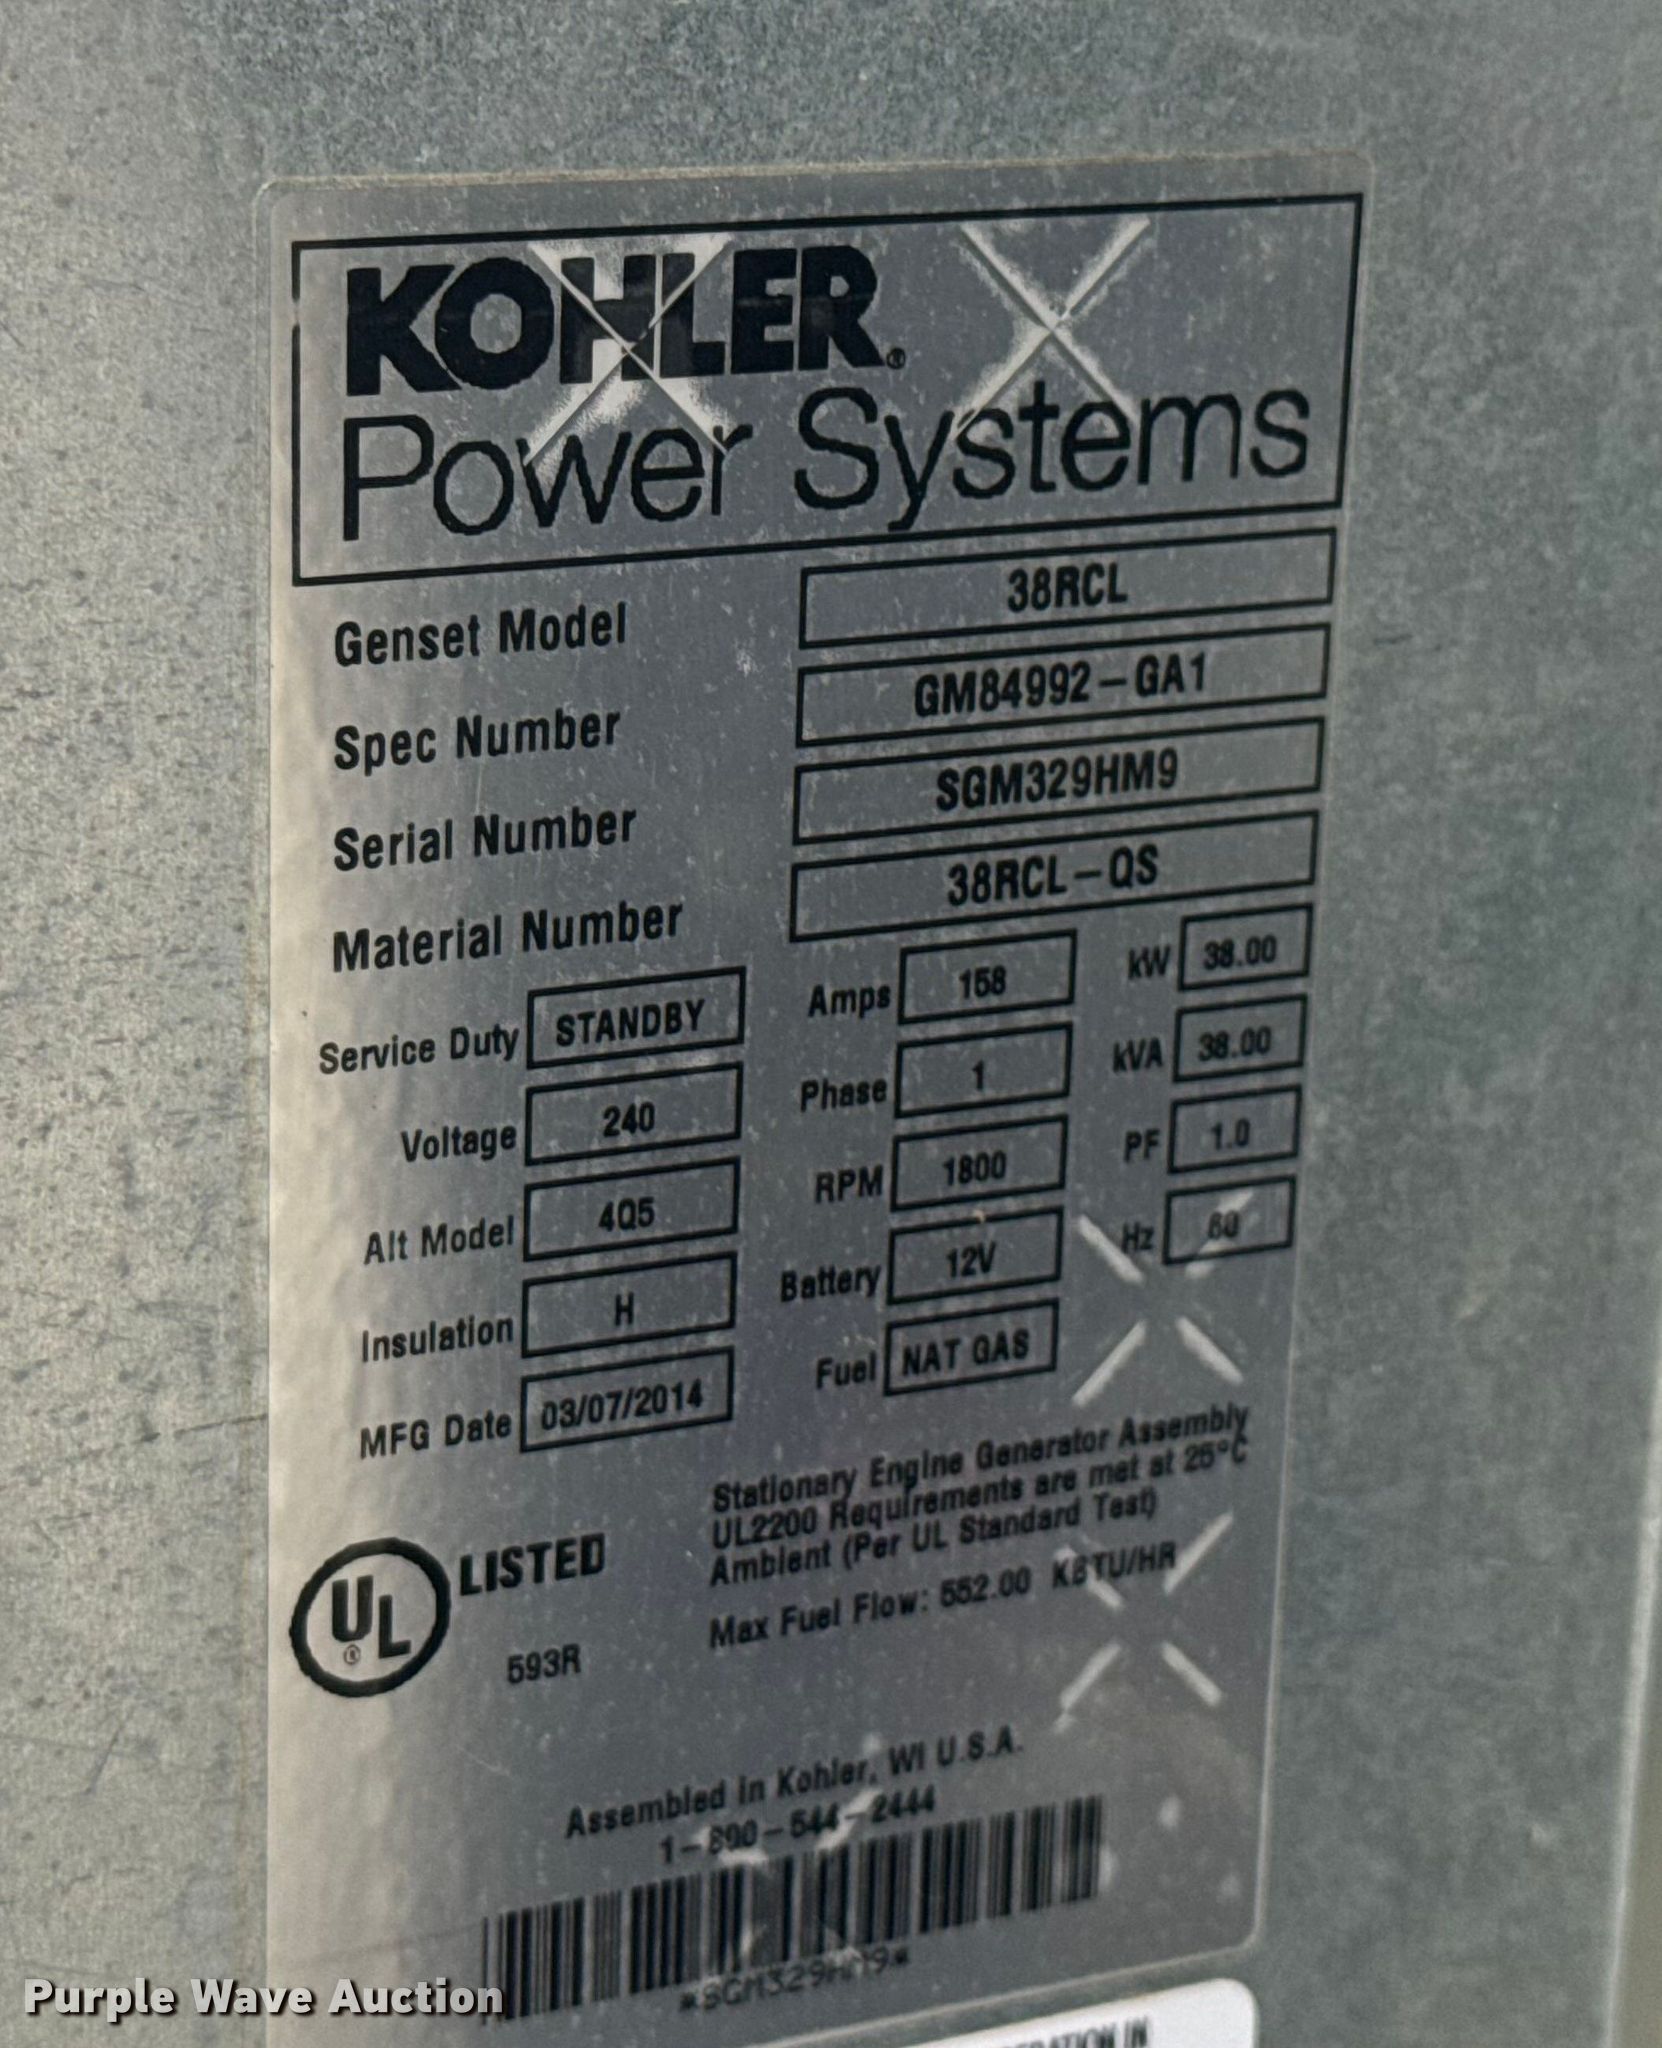 KOHLER®
Power Systems
Genset Model 38RCL
Spec Number GM84992-GA1
Serial Number SGM329HM9
Material Number 38RCL-QS
Service Duty STANDBY Amps 158 kW 38.00
Voltage 240 Phase 1 kVA 38.00
Alt Model 4Q5 RPM 1800 PF 1.0
Insulation H Battery 12V Hz 60
MFG Date 03/07/2014 Fuel NAT GAS
Stationary Engine Generator Assembly
UL2200 Requirements are met at 25°C
Ambient (Per UL Standard Test)
Max Fuel Flow: 552.00 KBTU/HR
UL® LISTED
593R
Assembled in Kohler, WI U.S.A.
1-800-544-2444
*SGM329HM9*
IN
Purple Wave Auction